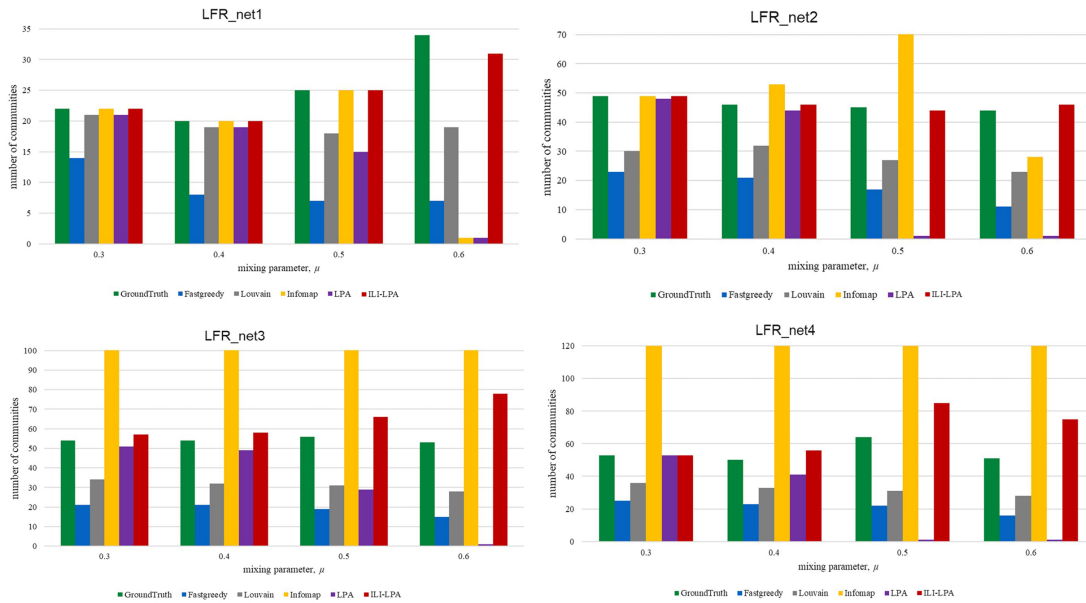 LFR_net1
number of communities
35
30
25
20
15
10
5
0
0.3 0.4 0.5 0.6
mixing parameter, μ
GroundTruth Fastgreedy Louvain Infomap LPA ILI-LPA
LFR_net2
number of communities
70
60
50
40
30
20
10
0
0.3 0.4 0.5 0.6
mixing parameter, μ
GroundTruth Fastgreedy Louvain Infomap LPA ILI-LPA
LFR_net3
number of communities
100
90
80
70
60
50
40
30
20
10
0
0.3 0.4 0.5 0.6
mixing parameter, μ
GroundTruth Fastgreedy Louvain Infomap LPA ILI-LPA
LFR_net4
number of communities
120
100
80
60
40
20
0
0.3 0.4 0.5 0.6
mixing parameter, μ
GroundTruth Fastgreedy Louvain Infomap LPA ILI-LPA